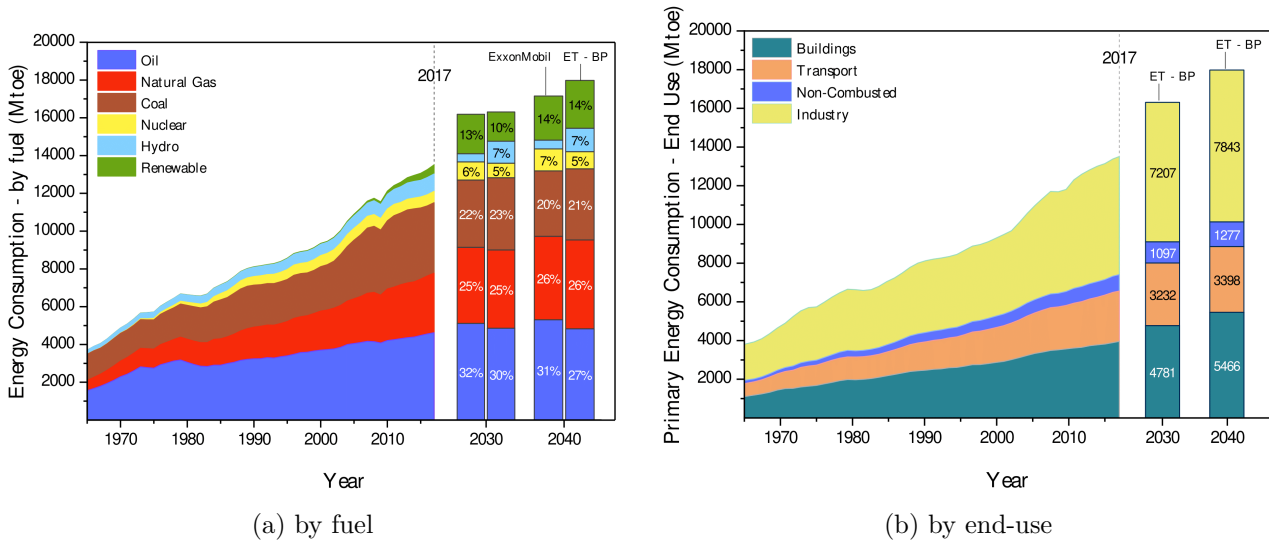 Energy Consumption - by fuel (Mtoe)
20000
18000
16000
14000
12000
10000
8000
6000
4000
2000
Oil
Natural Gas
Coal
Nuclear
Hydro
Renewable
2017
ExxonMobil
ET - BP
13%
6%
22%
25%
32%
10%
7%
5%
23%
25%
30%
14%
7%
20%
26%
31%
14%
7%
5%
21%
26%
27%
1970 1980 1990 2000 2010 2030 2040
Year
(a) by fuel
Primary Energy Consumption - End Use (Mtoe)
20000
18000
16000
14000
12000
10000
8000
6000
4000
2000
Buildings
Transport
Non-Combusted
Industry
2017
ET - BP
7207
1097
3232
4781
ET - BP
7843
1277
3398
5466
1970 1980 1990 2000 2010 2030 2040
Year
(b) by end-use